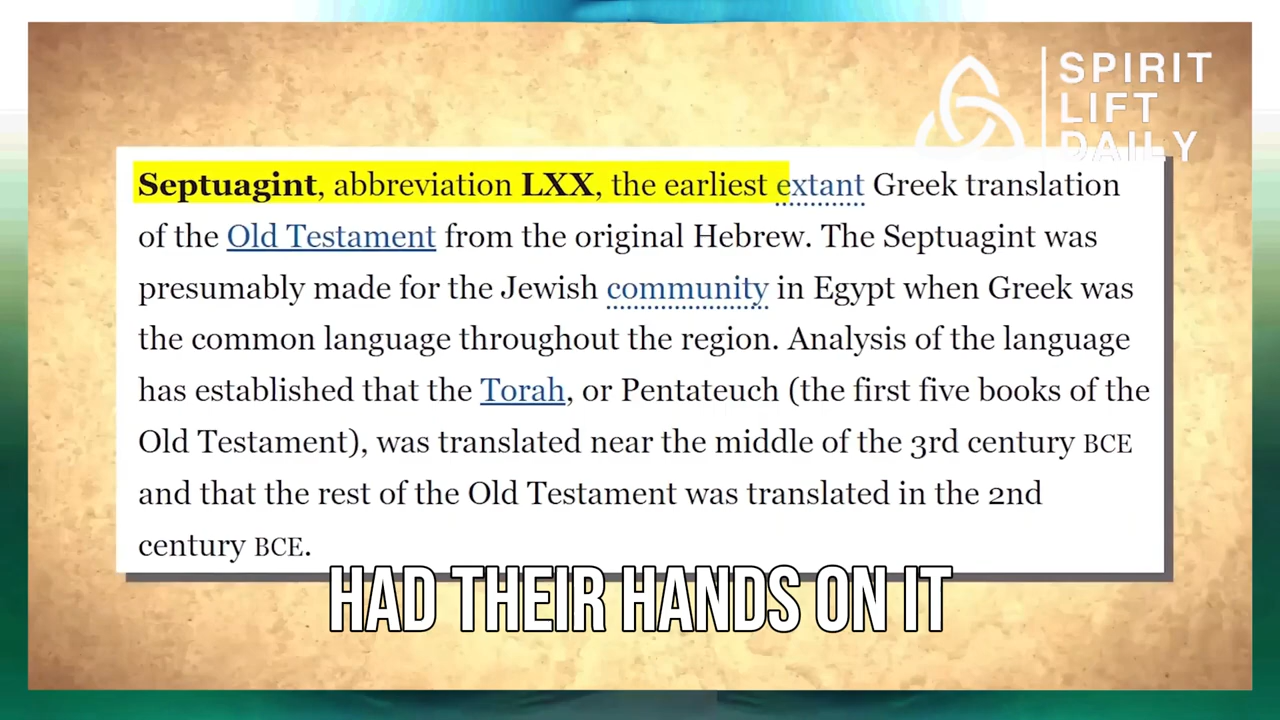 SPIRIT
LIFT
DAILY
Septuagint, abbreviation LXX, the earliest extant Greek translation
of the Old Testament from the original Hebrew. The Septuagint was
presumably made for the Jewish community in Egypt when Greek was
the common language throughout the region. Analysis of the language
has established that the Torah, or Pentateuch (the first five books of the
Old Testament), was translated near the middle of the 3rd century BCE
and that the rest of the Old Testament was translated in the 2nd
century BCE.
HAD THEIR HANDS ON IT